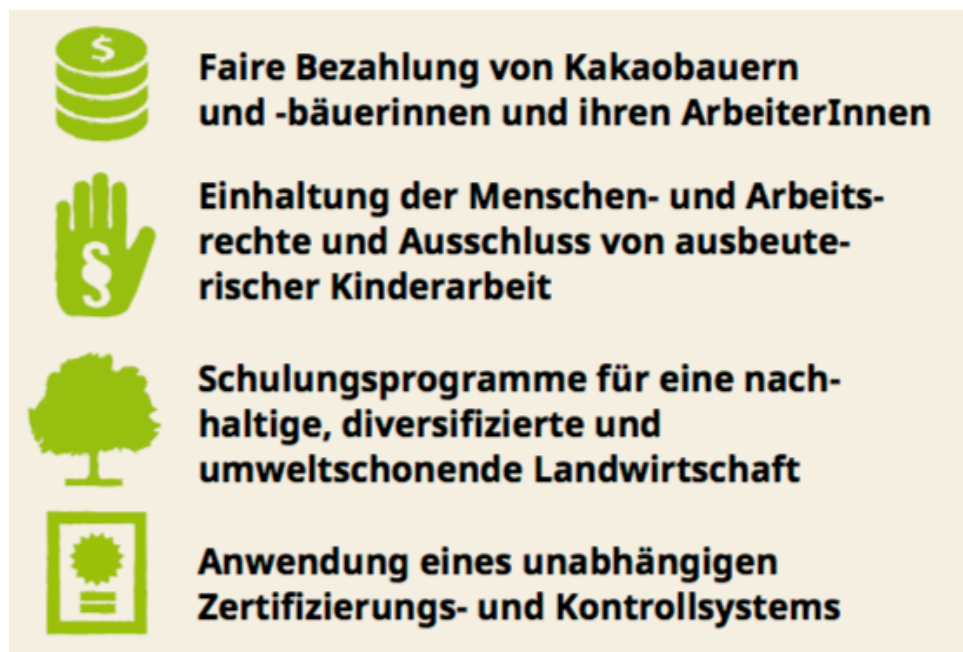 $
Faire Bezahlung von Kakaobauern
und -bäuerinnen und ihren ArbeiterInnen
§
Einhaltung der Menschen- und Arbeits-
rechte und Ausschluss von ausbeute-
rischer Kinderarbeit
Schulungsprogramme für eine nach-
haltige, diversifizierte und
umweltschonende Landwirtschaft
Anwendung eines unabhängigen
Zertifizierungs- und Kontrollsystems